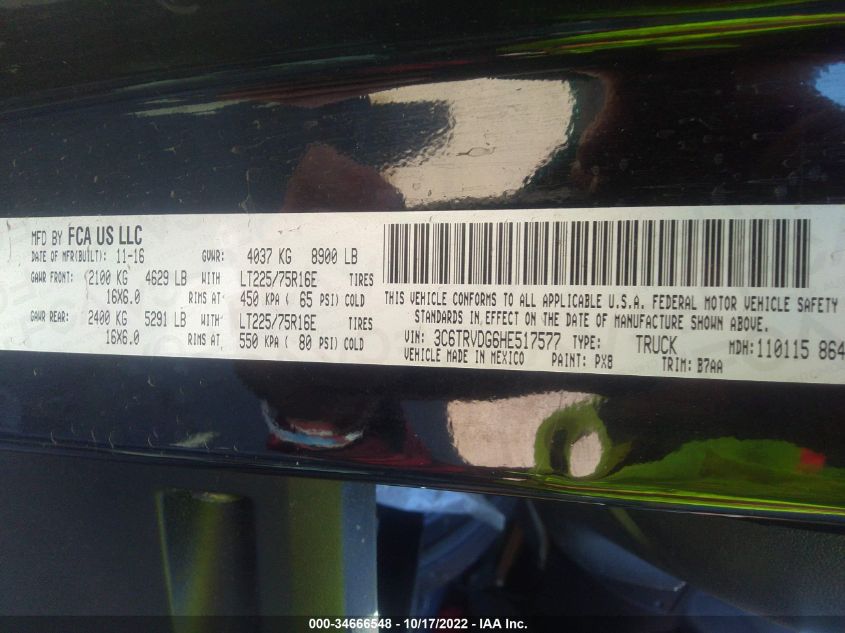 MFD BY FCA US LLC
DATE OF MFR(BUILT): 11-16 GVWR: 4037 KG 8900 LB
GAWR FRONT: 2100 KG 4629 LB WITH LT225/75R16E TIRES
16X6.0 RIMS AT 450 KPA ( 65 PSI) COLD
GAWR REAR: 2400 KG 5291 LB WITH LT225/75R16E TIRES
16X6.0 RIMS AT 550 KPA ( 80 PSI) COLD
THIS VEHICLE CONFORMS TO ALL APPLICABLE U.S.A. FEDERAL MOTOR VEHICLE SAFETY
STANDARDS IN EFFECT ON THE DATE OF MANUFACTURE SHOWN ABOVE.
VIN: 3C6TRVDG6HE517577 TYPE: TRUCK MDH: 110115 864
VEHICLE MADE IN MEXICO PAINT: PX8 TRIM: B7AA
000-34666548 - 10/17/2022 - IAA Inc.